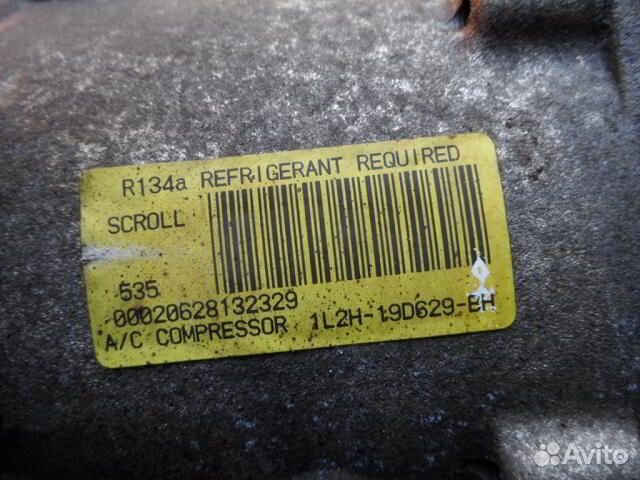 R134a REFRIGERANT REQUIRED
SCROLL
535
00020628132329
A/C COMPRESSOR 1L2H-19D629-BH
Avito